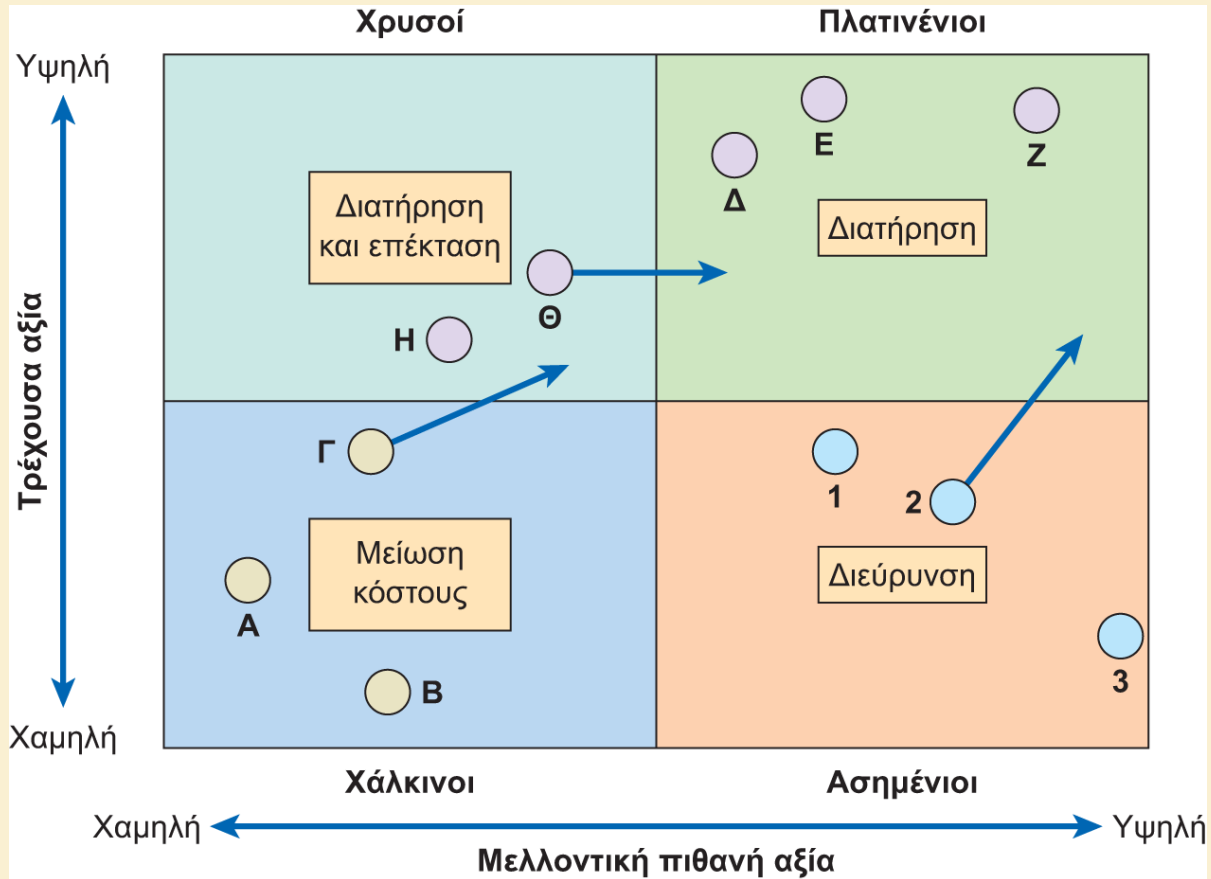 Χρυσοί
Πλατινένιοι
Υψηλή
Ε
Ζ
Δ
Διατήρηση
και επέκταση
Διατήρηση
Θ
Η
Τρέχουσα αξία
Γ
1
2
Μείωση
κόστους
Διεύρυνση
Α
Β
3
Χαμηλή
Χάλκινοι
Ασημένιοι
Χαμηλή
Υψηλή
Μελλοντική πιθανή αξία